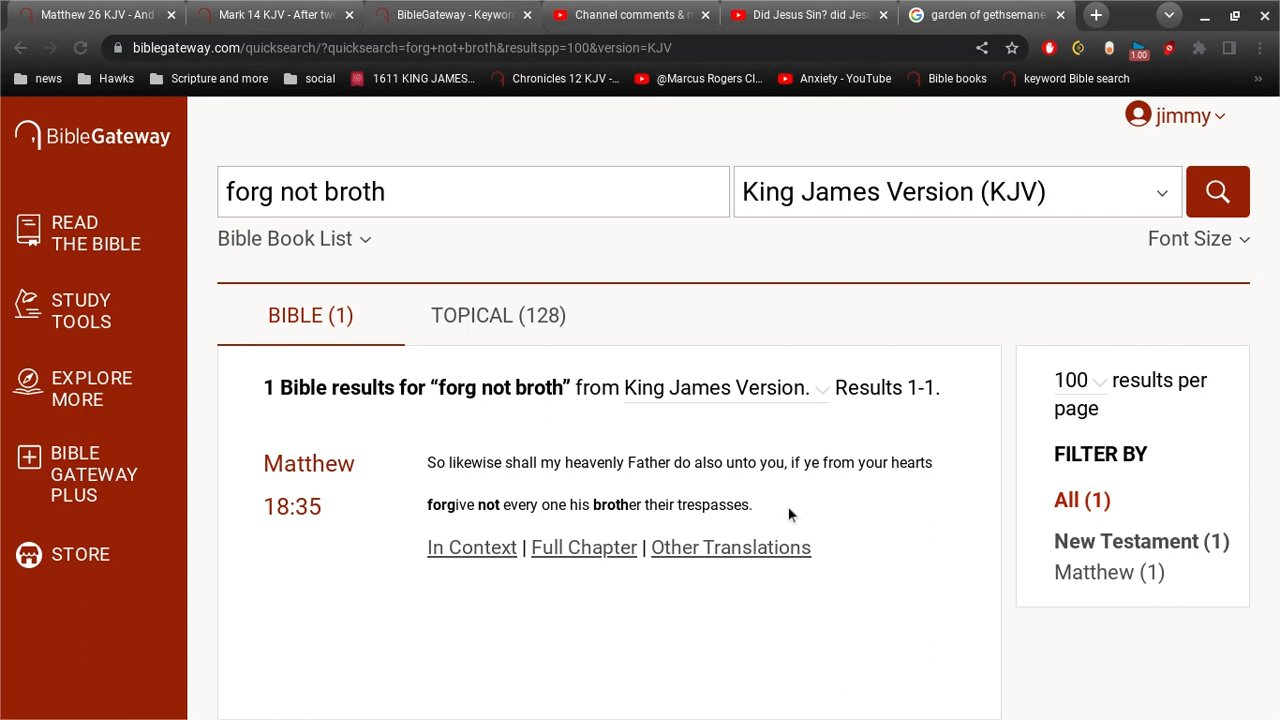 Matthew 26 KJV - And
Mark 14 KJV - After two
BibleGateway - Keywor
Channel comments & m
Did Jesus Sin? did Jesu
garden of gethsemane
biblegateway.com/quicksearch/?quicksearch=forg+not+broth&resultspp=100&version=KJV
1.00
news
Hawks
Scripture and more
social
1611 KING JAMES...
Chronicles 12 KJV -...
@Marcus Rogers Cl...
Anxiety - YouTube
Bible books
keyword Bible search
»
BibleGateway
jimmy
forg not broth
King James Version (KJV)
Bible Book List
Font Size
READ
THE BIBLE
STUDY
TOOLS
EXPLORE
MORE
BIBLE
GATEWAY
PLUS
STORE
BIBLE (1)
TOPICAL (128)
1 Bible results for “forg not broth” from King James Version. Results 1-1.
Matthew
18:35
So likewise shall my heavenly Father do also unto you, if ye from your hearts
forgive not every one his brother their trespasses.
In Context | Full Chapter | Other Translations
100 results per
page
FILTER BY
All (1)
New Testament (1)
Matthew (1)